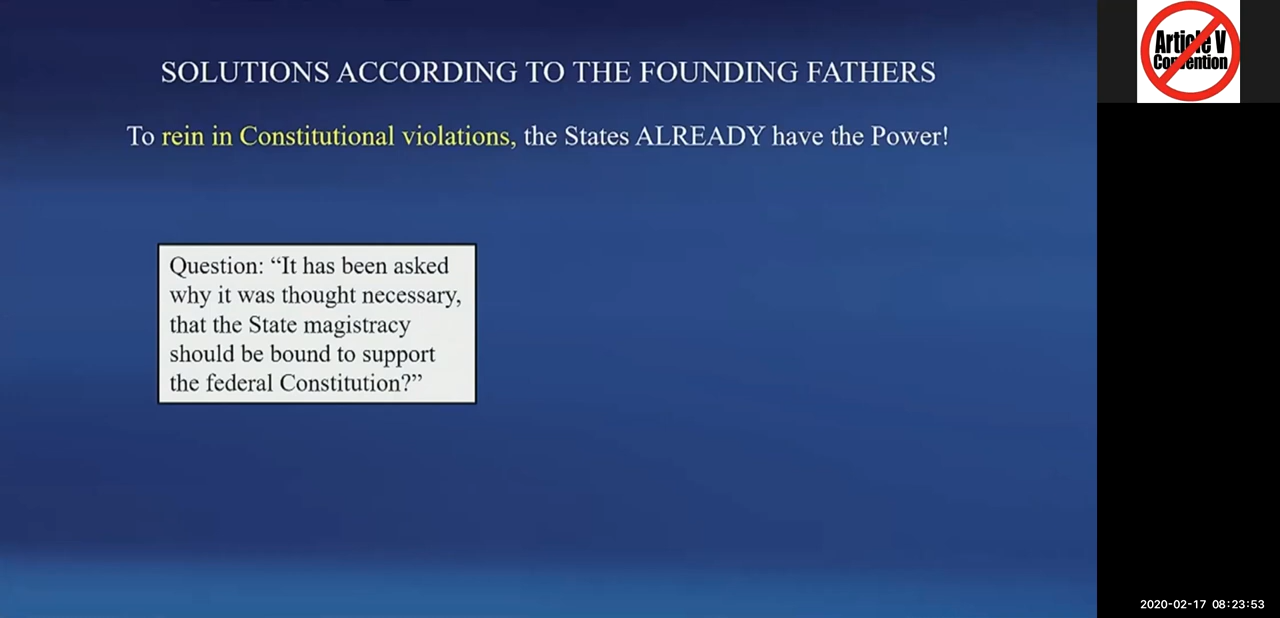 SOLUTIONS ACCORDING TO THE FOUNDING FATHERS
To rein in Constitutional violations, the States ALREADY have the Power!
Question: “It has been asked
why it was thought necessary,
that the State magistracy
should be bound to support
the federal Constitution?”
Article V
Convention
2020-02-17 08:23:53